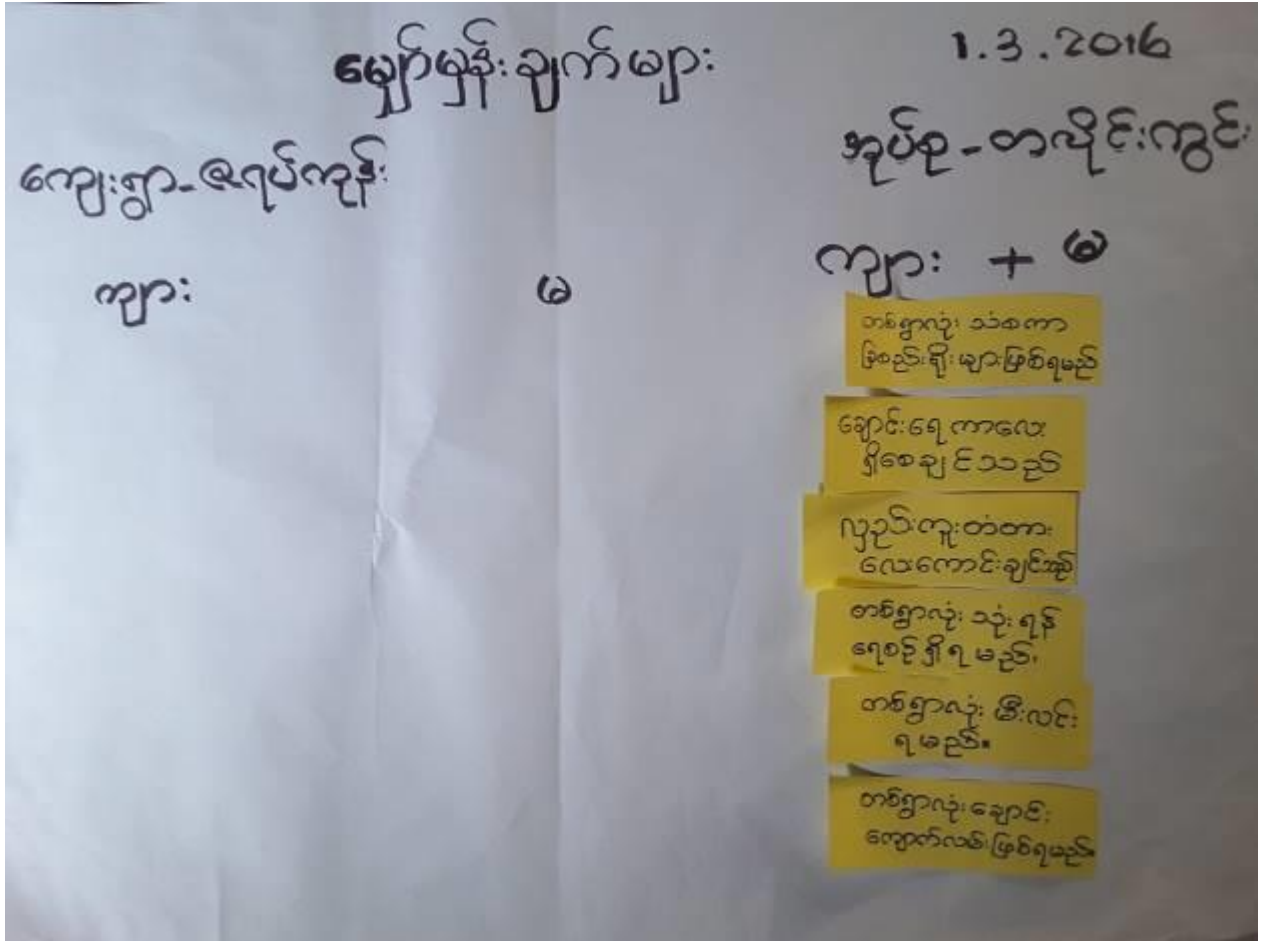 မျှော်မှန်းချက်များ
1.3.2016
ကျေးရွာ-ဇရပ်ကုန်း
အုပ်စု-တလိုင်းကွင်း
ကျား
မ
ကျား + မ
တစ်ရွာလုံး သံစကာ
ခြံစည်းရိုးများဖြစ်ရမည်
ချောင်းရေကာလေး
ရှိစေချင်သည်
လှည်းကူးတံတား
လေးကောင်းချင်
တစ်ရွာလုံး သုံးရန်
ရေစဉ်ရှိရမည်။
တစ်ရွာလုံး မီးလင်း
ရမည်။
တစ်ရွာလုံးချောင်း
ကျောက်လမ်းဖြစ်ရမည်။